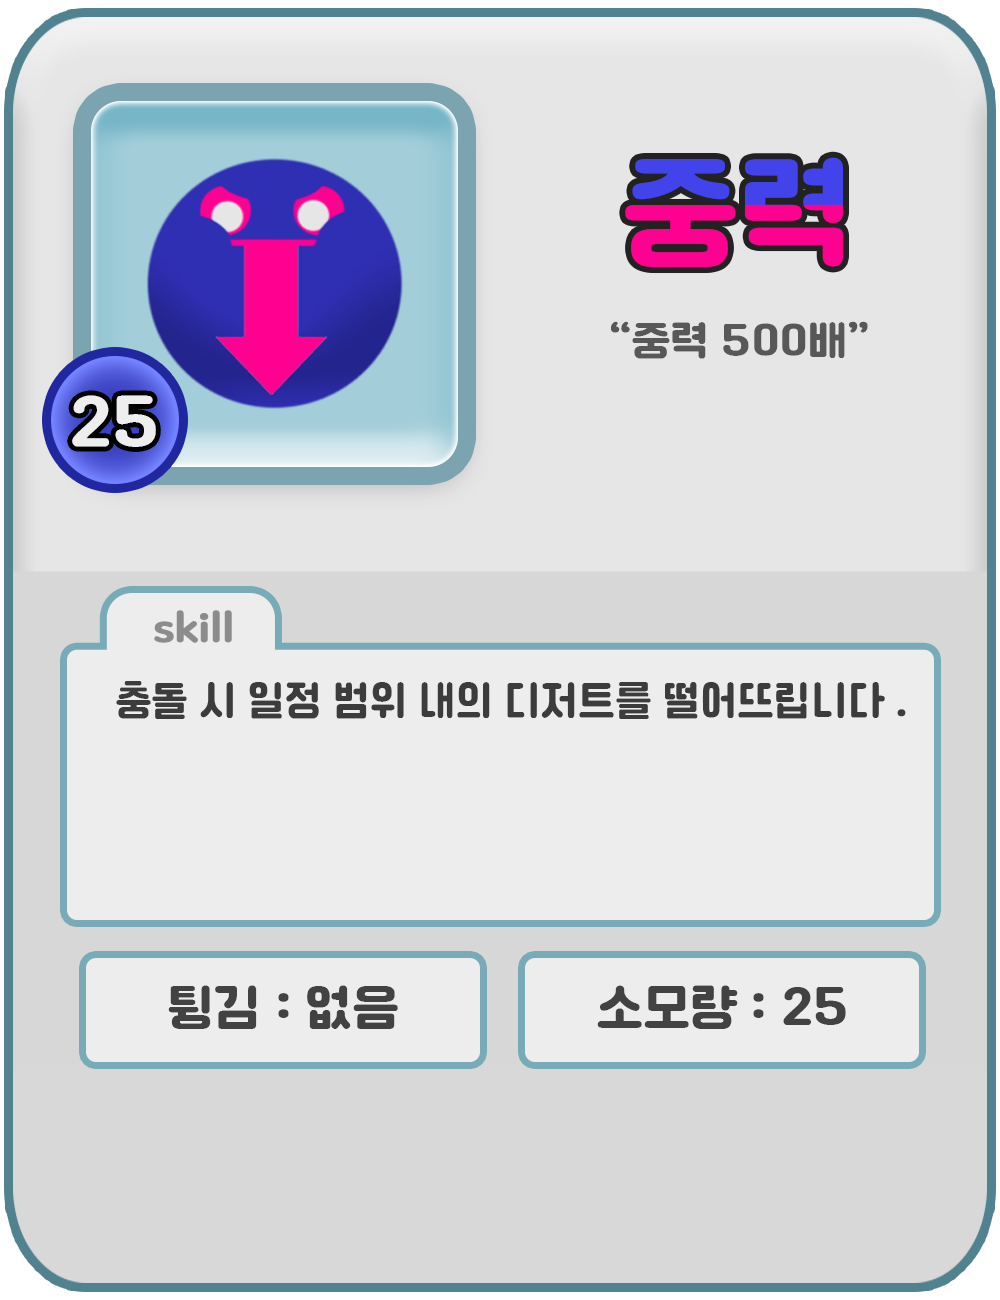 중력
“중력 500배”
25
skill
충돌 시 일정 범위 내의 디저트를 떨어뜨립니다 .
튕김 : 없음
소모량 : 25